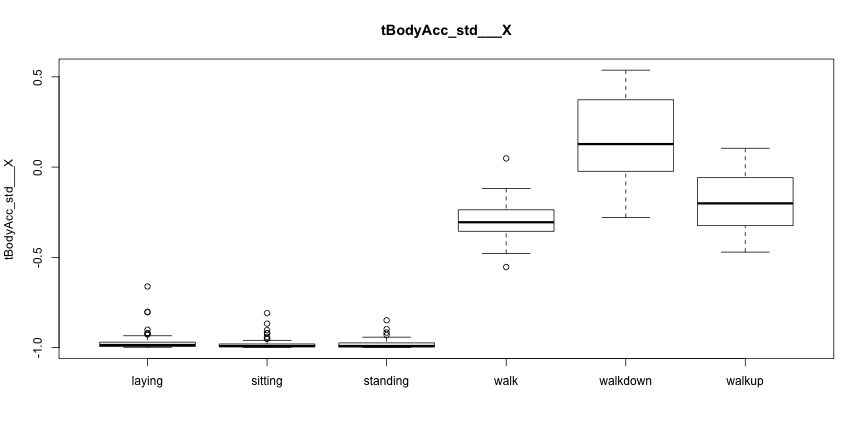 tBodyAcc_std___X
tBodyAcc_std___X
0.5
0.0
-0.5
-1.0
laying sitting standing walk walkdown walkup